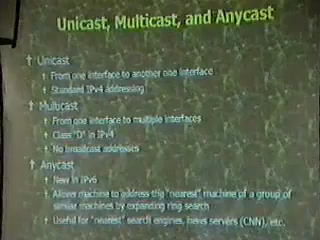 Unicast, Multicast, and Anycast
† Unicast
† From one interface to another one interface
† Standard IPv4 addressing
† Multicast
† From one interface to multiple interfaces
† Class "D" in IPv4
† No broadcast addresses
† Anycast
† New in IPv6
† Allows machine to address the "nearest" machine of a group of
similar machines by expanding ring search
† Useful for "nearest" search engines, news servers (CNN), etc.